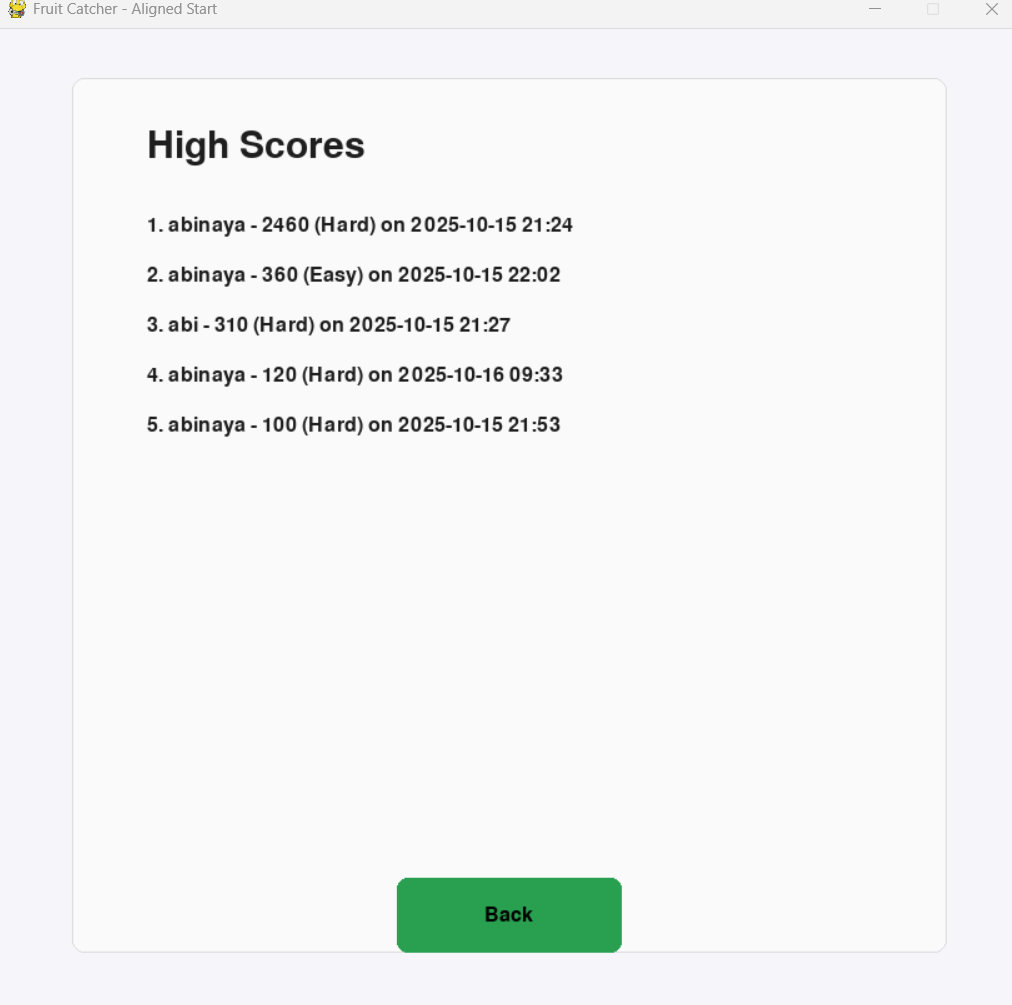 Fruit Catcher - Aligned Start
High Scores
1. abinaya - 2460 (Hard) on 2025-10-15 21:24
2. abinaya - 360 (Easy) on 2025-10-15 22:02
3. abi - 310 (Hard) on 2025-10-15 21:27
4. abinaya - 120 (Hard) on 2025-10-16 09:33
5. abinaya - 100 (Hard) on 2025-10-15 21:53
Back